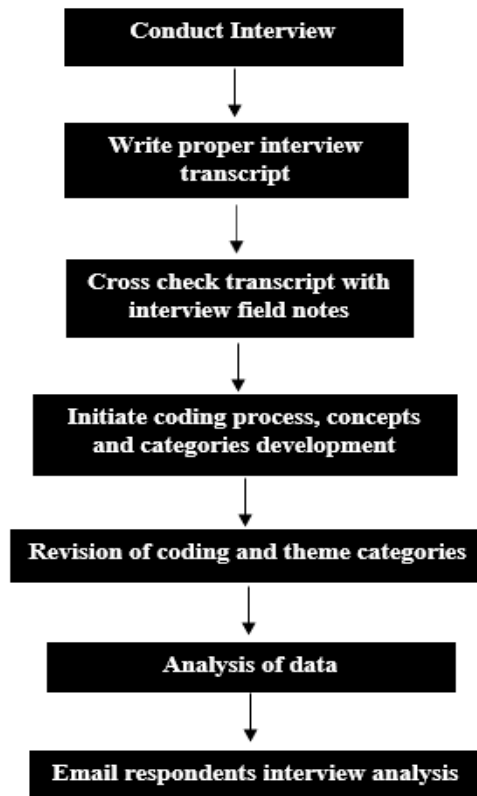 Conduct Interview
Write proper interview
transcript
Cross check transcript with
interview field notes
Initiate coding process, concepts
and categories development
Revision of coding and theme categories
Analysis of data
Email respondents interview analysis